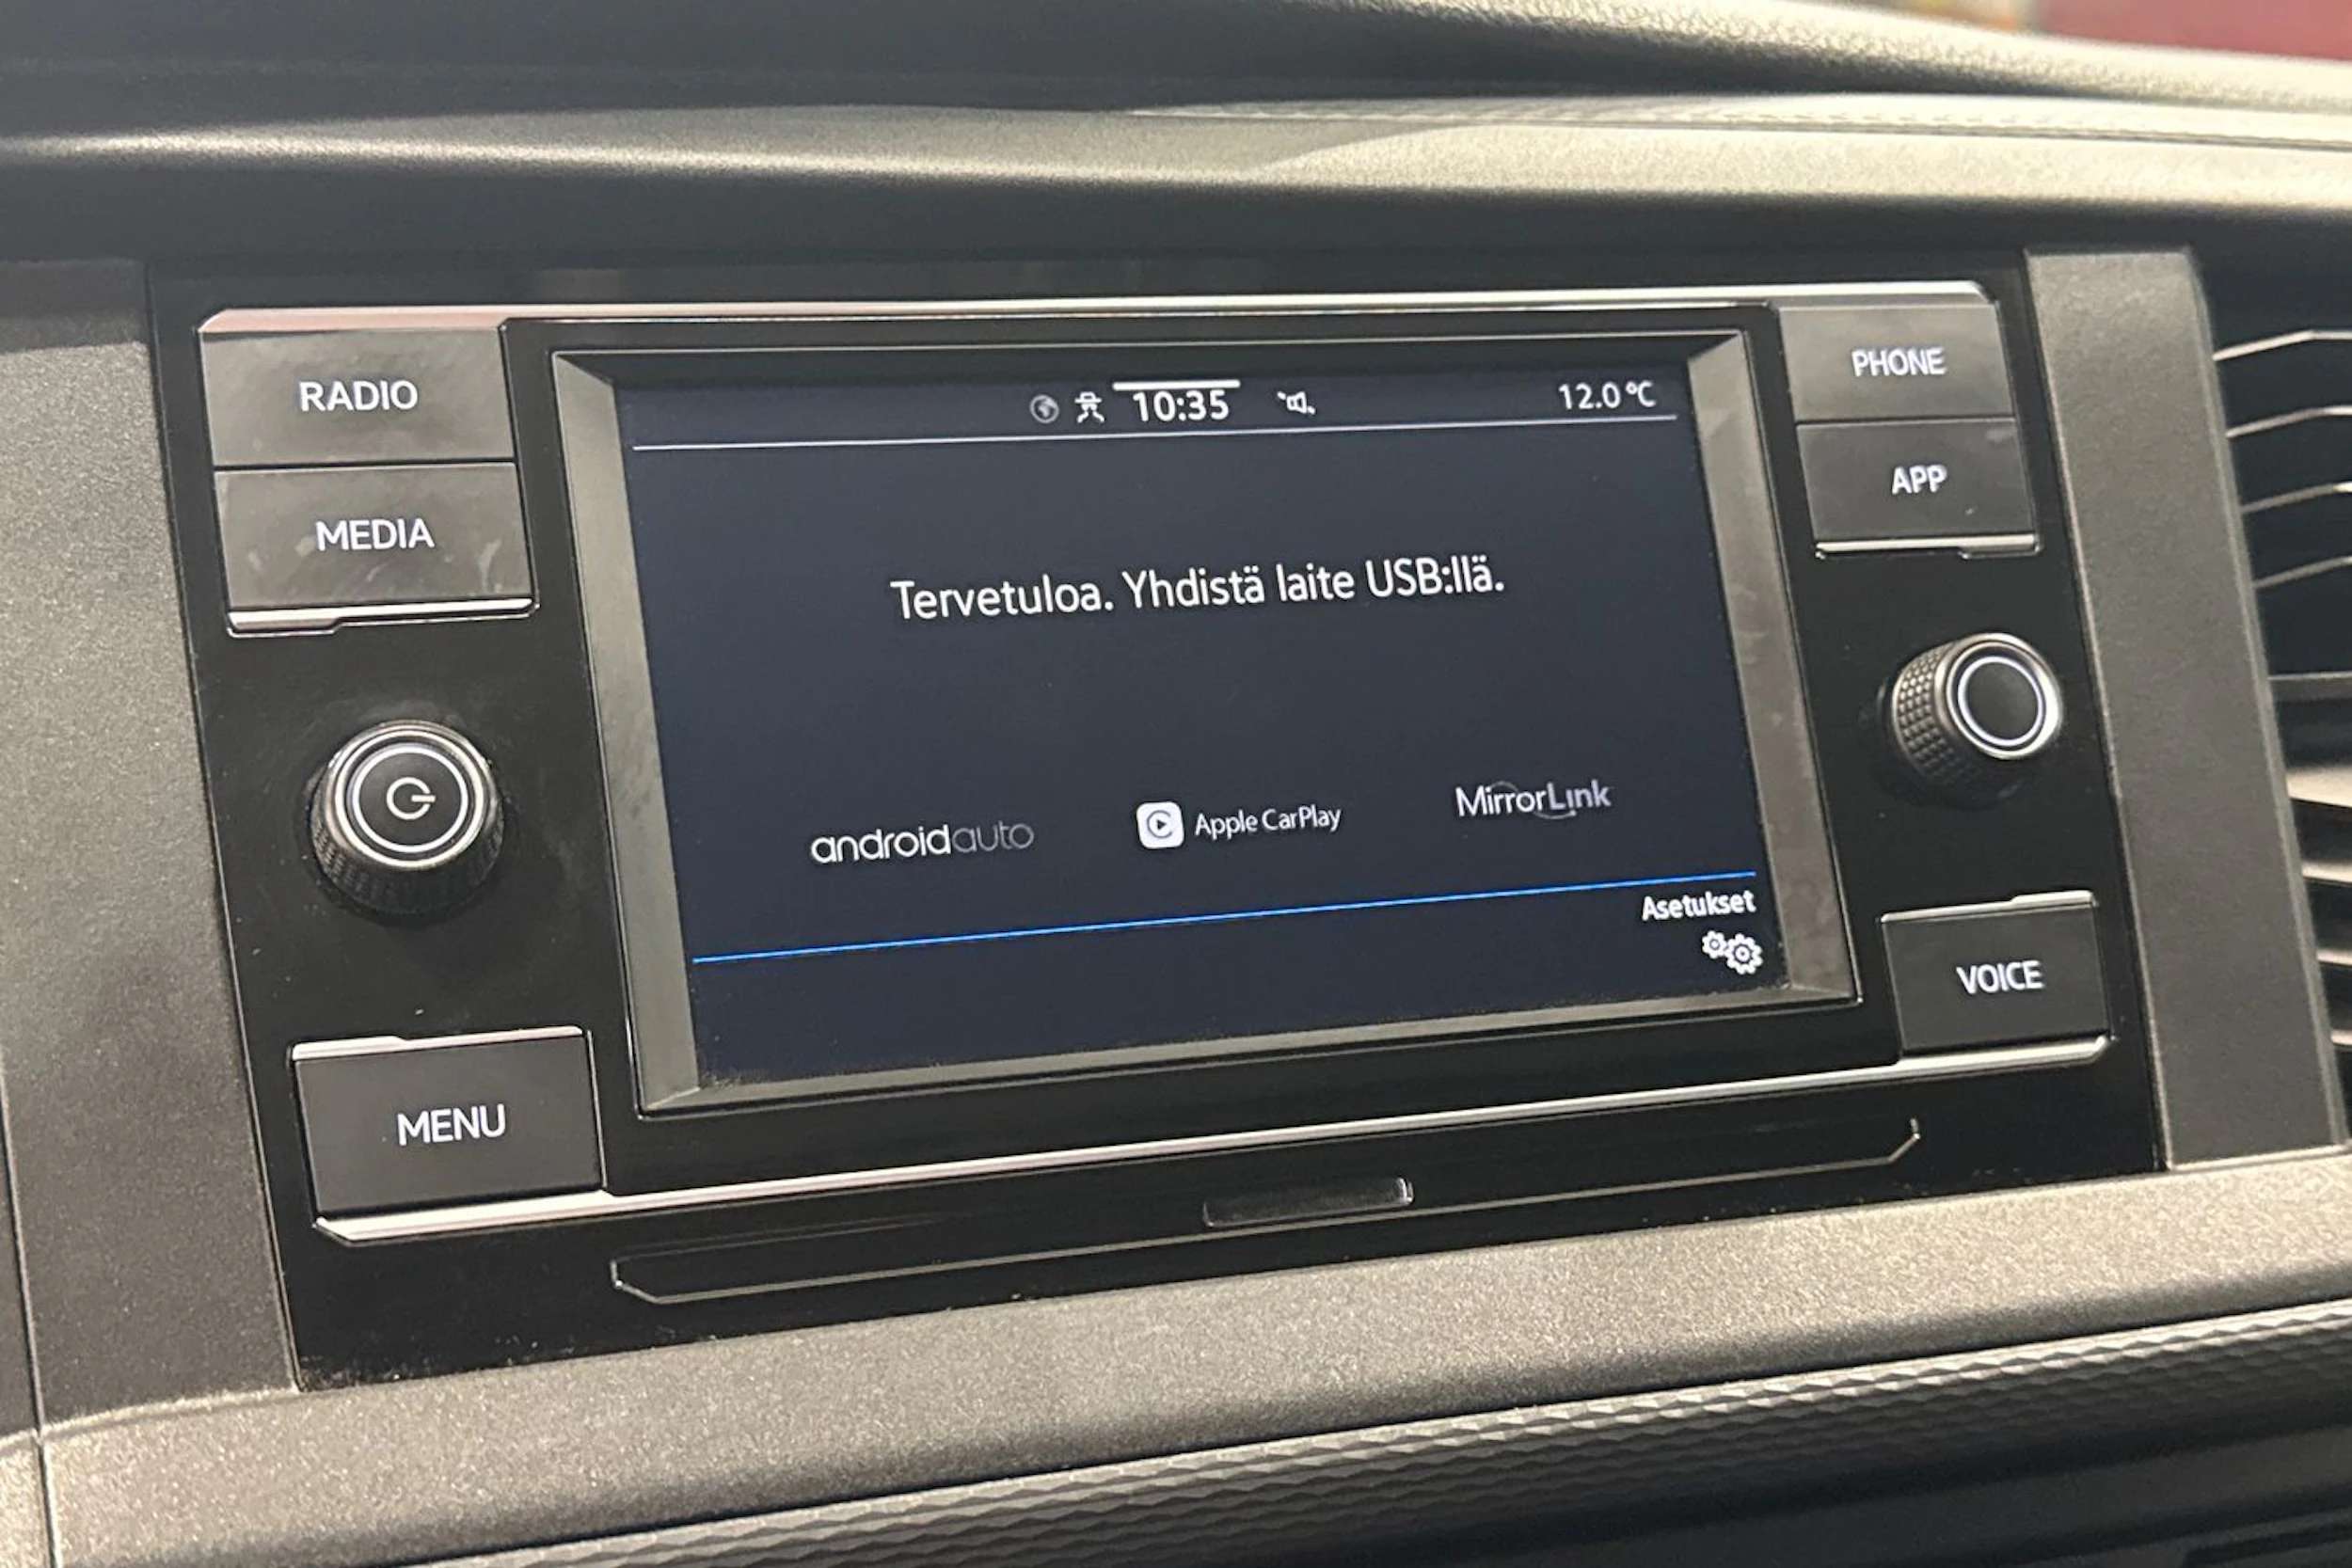 RADIO
MEDIA
MENU
10:35
12.0°C
Tervetuloa. Yhdistä laite USB:llä.
androidauto
Apple CarPlay
MirrorLink
Asetukset
PHONE
APP
VOICE